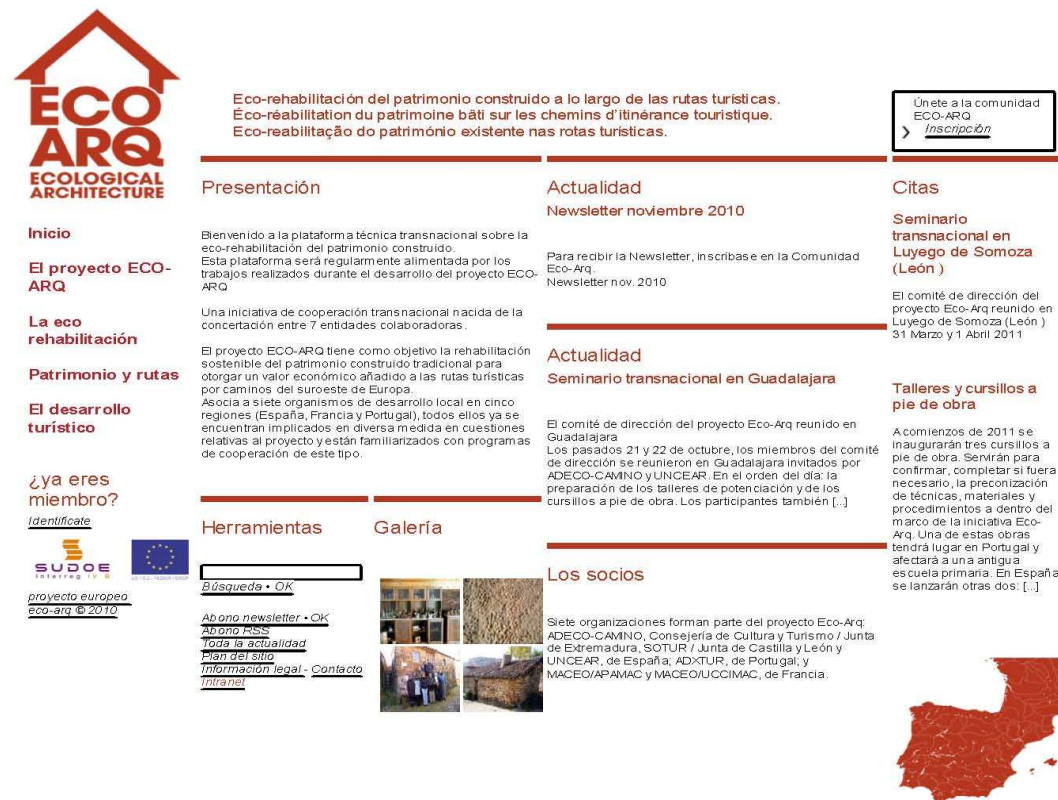 ECO
ARQ
ECOLOGICAL
ARCHITECTURE
Eco-rehabilitación del patrimonio construido a lo largo de las rutas turísticas.
Éco-réabilitation du patrimoine bâti sur les chemins d'itinérance touristique.
Eco-reabilitação do património existente nas rotas turísticas.
Únete a la comunidad
ECO-ARQ
Inscripción
Inicio
El proyecto ECO-
ARQ
La eco
rehabilitación
Patrimonio y rutas
El desarrollo
turístico
¿ya eres
miembro?
Identifícate
SUDOE
Interreg IV B
proyecto europeo
eco-arq © 2010
Presentación
Bienvenido a la plataforma técnica transnacional sobre la
eco-rehabilitación del patrimonio construido.
Esta plataforma será regularmente alimentada por los
trabajos realizados durante el desarrollo del proyecto ECO-
ARQ
Una iniciativa de cooperación transnacional nacida de la
concertación entre 7 entidades colaboradoras.
El proyecto ECO-ARQ tiene como objetivo la rehabilitación
sostenible del patrimonio construido tradicional para
otorgar un valor económico añadido a las rutas turísticas
por caminos del suroeste de Europa.
Asocia a siete organismos de desarrollo local en cinco
regiones (España, Francia y Portugal), todos ellos ya se
encuentran implicados en diversa medida en cuestiones
relativas al proyecto y están familiarizados con programas
de cooperación de este tipo.
Herramientas
Búsqueda • OK
Abono newsletter • OK
Abono RSS
Toda la actualidad
Plan del sitio
Información legal - Contacto
Intranet
Galería
Actualidad
Newsletter noviembre 2010
Para recibir la Newsletter, inscríbase en la Comunidad
Eco-Arq.
Newsletter nov. 2010
Actualidad
Seminario transnacional en Guadalajara
El comité de dirección del proyecto Eco-Arq reunido en
Guadalajara
Los pasados 21 y 22 de octubre, los miembros del comité
de dirección se reunieron en Guadalajara invitados por
ADECO-CAMINO y UNCEAR. En el orden del día: la
preparación de los talleres de potenciación y de los
cursillos a pie de obra. Los participantes también [...]
Los socios
Siete organizaciones forman parte del proyecto Eco-Arq:
ADECO-CAMINO, Consejería de Cultura y Turismo / Junta
de Extremadura, SOTUR / Junta de Castilla y León y
UNCEAR, de España; ADXTUR, de Portugal; y
MACEO/APAMAC y MACEO/UCCIMAC, de Francia.
Citas
Seminario
transnacional en
Luyego de Somoza
(León )
El comité de dirección del
proyecto Eco-Arq reunido en
Luyego de Somoza (León )
31 Marzo y 1 Abril 2011
Talleres y cursillos a
pie de obra
A comienzos de 2011 se
inaugurarán tres cursillos a
pie de obra. Servirán para
confirmar, completar si fuera
necesario, la preconización
de técnicas, materiales y
procedimientos a dentro del
marco de la iniciativa Eco-
Arq. Una de estas obras
tendrá lugar en Portugal y
afectará a una antigua
escuela primaria. En España
se lanzarán otras dos: [...]